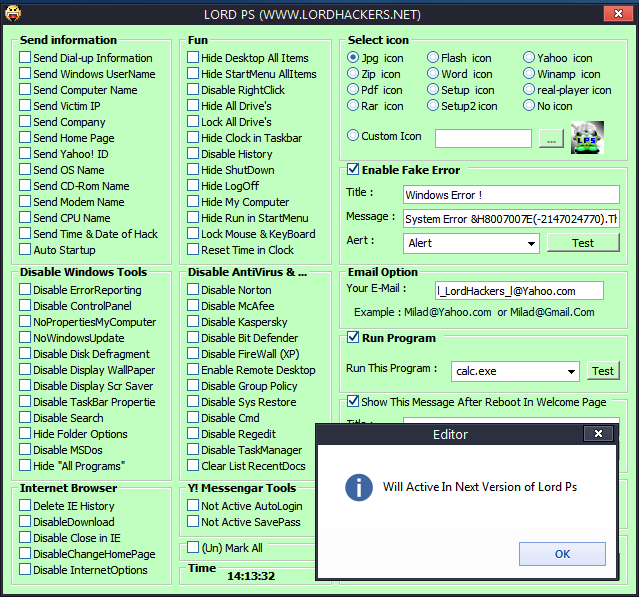 LORD PS (WWW.LORDHACKERS.NET)
Send information
Send Dial-up Information
Send Windows UserName
Send Computer Name
Send Victim IP
Send Company
Send Home Page
Send Yahoo! ID
Send OS Name
Send CD-Rom Name
Send Modem Name
Send CPU Name
Send Time & Date of Hack
Auto Startup
Fun
Hide Desktop All Items
Hide StartMenu AllItems
Disable RightClick
Hide All Drive's
Lock All Drive's
Hide Clock in Taskbar
Disable History
Hide ShutDown
Hide LogOff
Hide My Computer
Hide Run in StartMenu
Lock Mouse & KeyBoard
Reset Time in Clock
Select icon
Jpg icon
Flash icon
Yahoo icon
Zip icon
Word icon
Winamp icon
Pdf icon
Setup icon
real-player icon
Rar icon
Setup2 icon
No icon
Custom Icon
...
LPS
Enable Fake Error
Title :
Windows Error !
Message :
System Error &H8007007E(-2147024770).Th
Aert :
Alert
Test
Email Option
Your E-Mail :
l_LordHackers_l@Yahoo.com
Example : Milad@Yahoo.com or Milad@Gmail.Com
Run Program
Run This Program :
calc.exe
Test
Show This Message After Reboot In Welcome Page
Disable Windows Tools
Disable ErrorReporting
Disable ControlPanel
NoPropertiesMyComputer
NoWindowsUpdate
Disable Disk Defragment
Disable Display WallPaper
Disable Display Scr Saver
Disable TaskBar Propertie
Disable Search
Hide Folder Options
Disable MSDos
Hide "All Programs"
Disable AntiVirus & ...
Disable Norton
Disable McAfee
Disable Kaspersky
Disable Bit Defender
Disable FireWall (XP)
Enable Remote Desktop
Disable Group Policy
Disable Sys Restore
Disable Cmd
Disable Regedit
Disable TaskManager
Clear List RecentDocs
Internet Browser
Delete IE History
DisableDownload
Disable Close in IE
DisableChangeHomePage
Disable InternetOptions
Y! Messengar Tools
Not Active AutoLogin
Not Active SavePass
(Un) Mark All
Time
14:13:32
Editor
Will Active In Next Version of Lord Ps
OK